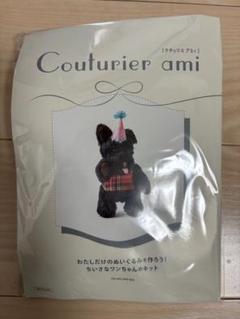 [クチュリエ アミ]
Couturier ami
わたしだけのぬいぐるみを作ろう!
ちいさなワンちゃんのキット